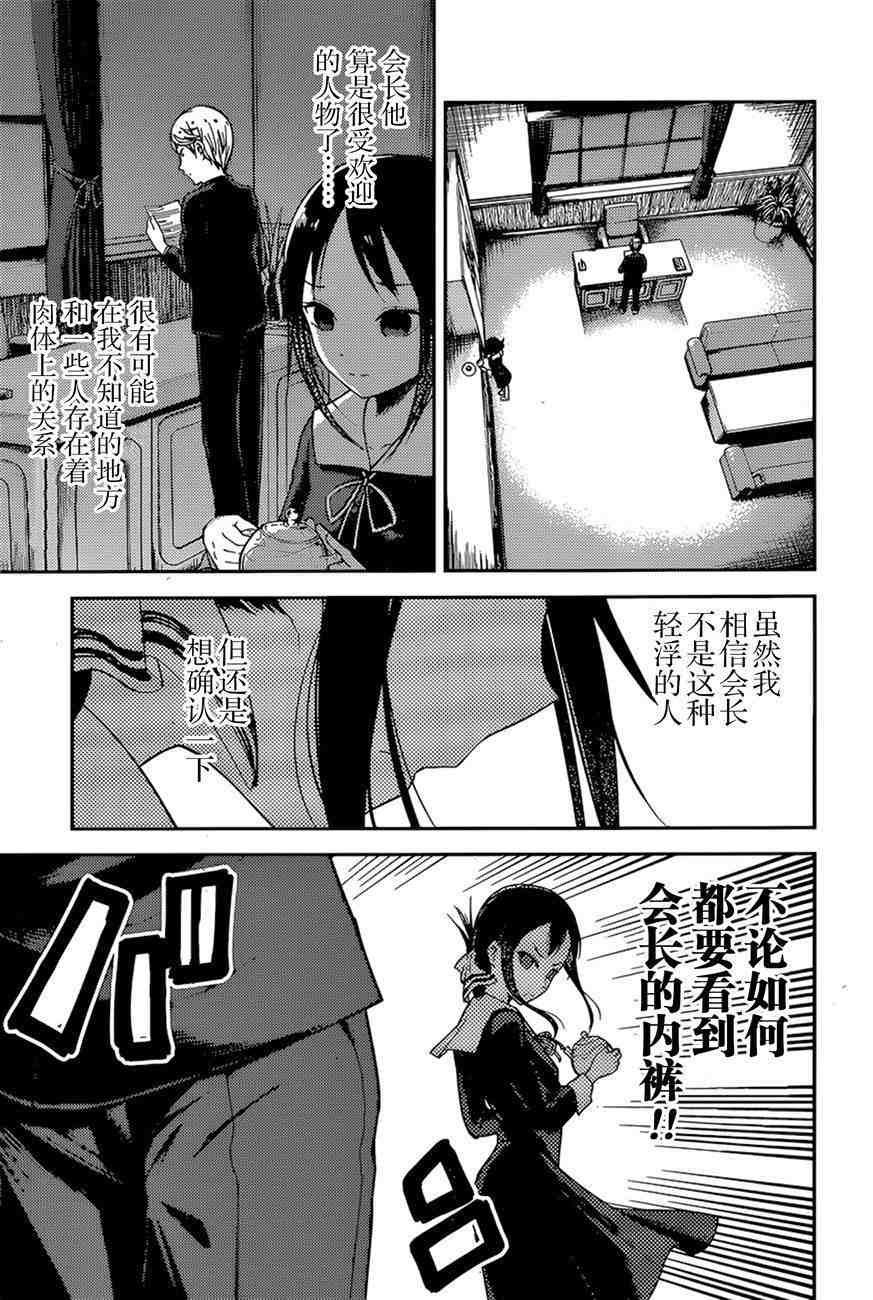 会长他
算是很受欢迎
的人物了……
很有可能
在我不知道的地方
和一些人存在着
肉体上的关系
虽然我
相信会长
不是这种
轻浮的人
但还是
想确认一下
不论如何
都要看到
会长的内裤!!